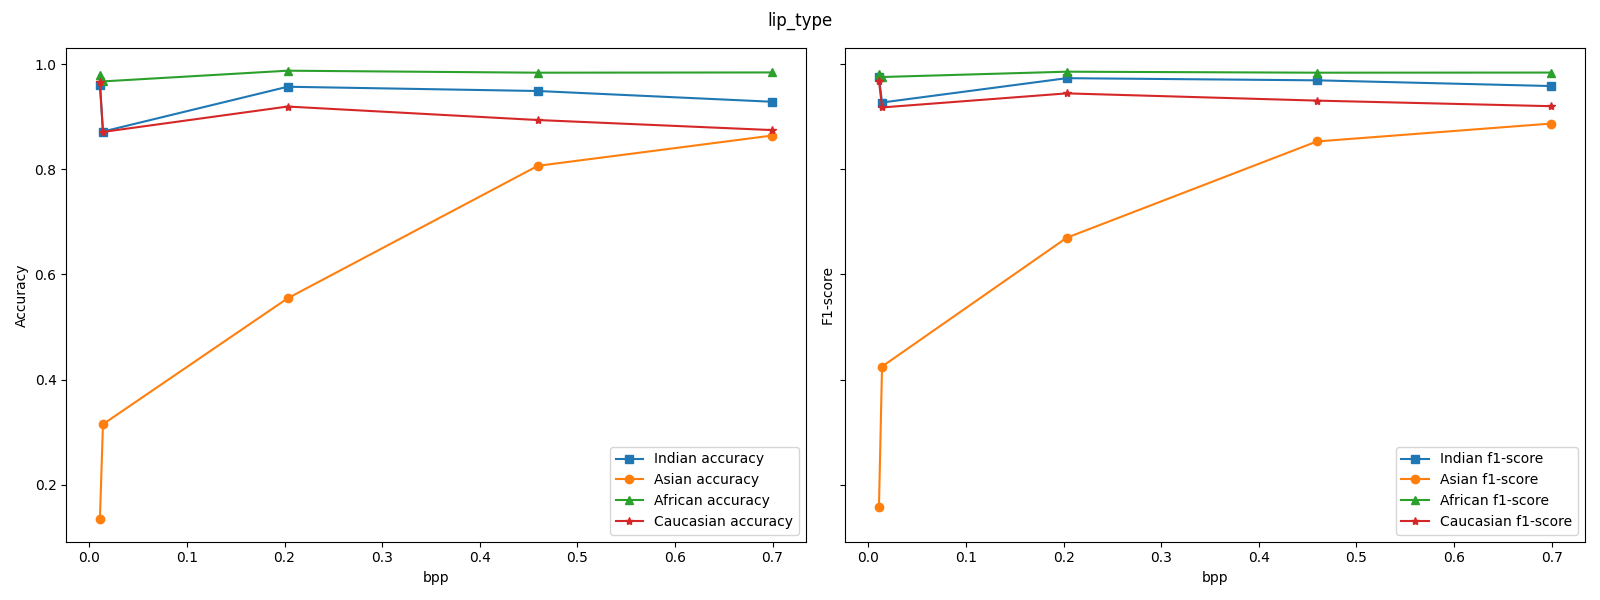 lip_type
1.0
0.8
0.6
0.4
0.2
Accuracy
0.0 0.1 0.2 0.3 0.4 0.5 0.6 0.7
bpp
Indian accuracy
Asian accuracy
African accuracy
Caucasian accuracy
F1-score
0.0 0.1 0.2 0.3 0.4 0.5 0.6 0.7
bpp
Indian f1-score
Asian f1-score
African f1-score
Caucasian f1-score